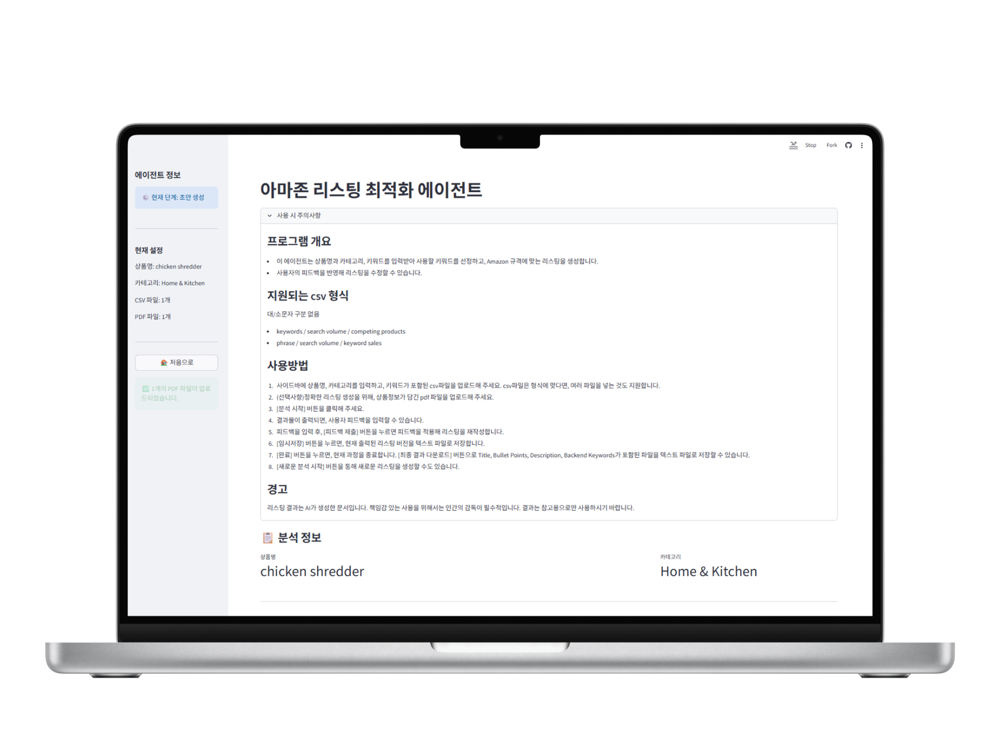 Stop Fork
에이전트 정보
현재 단계: 초안 생성
현재 설정
상품명: chicken shredder
카테고리: Home & Kitchen
CSV 파일: 1개
PDF 파일: 1개
처음으로
1개의 PDF 파일이 업로
드되었습니다.
아마존 리스팅 최적화 에이전트
사용 시 주의사항
프로그램 개요
• 이 에이전트는 상품명과 카테고리, 키워드를 입력받아 사용할 키워드를 선정하고, Amazon 규격에 맞는 리스팅을 생성합니다.
• 사용자의 피드백을 반영해 리스팅을 수정할 수 있습니다.
지원되는 csv 형식
대/소문자 구분 없음
• keywords / search volume / competing products
• phrase / search volume / keyword sales
사용방법
1. 사이드바에 상품명, 카테고리를 입력하고, 키워드가 포함된 csv파일을 업로드해 주세요. csv파일은 형식에 맞다면, 여러 파일을 넣는 것도 지원합니다.
2. (선택사항)정확한 리스팅 생성을 위해, 상품정보가 담긴 pdf 파일을 업로드해 주세요.
3. [분석 시작] 버튼을 클릭해 주세요.
4. 결과물이 출력되면, 사용자 피드백을 입력할 수 있습니다.
5. 피드백을 입력 후, [피드백 제출] 버튼을 누르면 피드백을 적용해 리스팅을 재작성합니다.
6. [임시저장] 버튼을 누르면, 현재 출력된 리스팅 버전을 텍스트 파일로 저장합니다.
7. [완료] 버튼을 누르면, 현재 과정을 종료합니다. [최종 결과 다운로드] 버튼으로 Title, Bullet Points, Description, Backend Keywords가 포함된 파일을 텍스트 파일로 저장할 수 있습니다.
8. [새로운 분석 시작] 버튼을 통해 새로운 리스팅을 생성할 수도 있습니다.
경고
리스팅 결과는 AI가 생성한 문서입니다. 책임감 있는 사용을 위해서는 인간의 감독이 필수적입니다. 결과는 참고용으로만 사용하시기 바랍니다.
분석 정보
상품명
chicken shredder
카테고리
Home & Kitchen